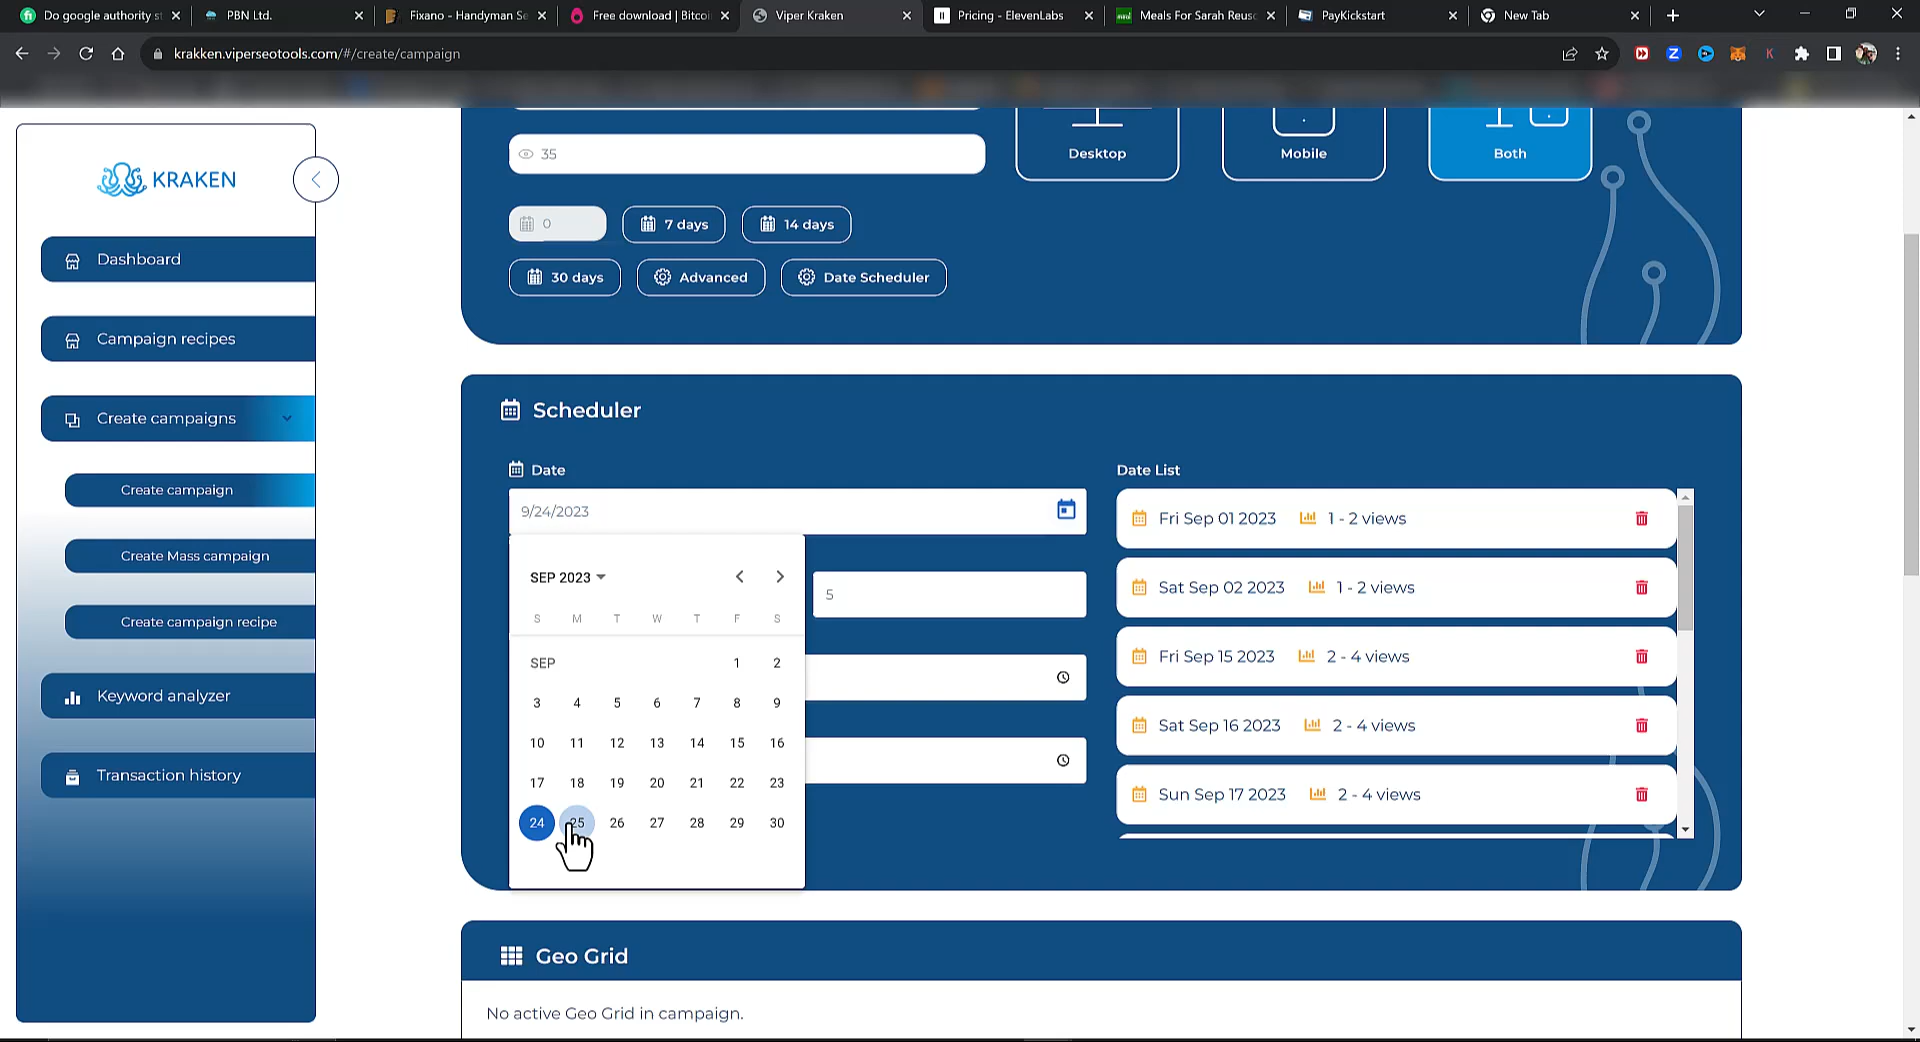 Do google authority st
PBN Ltd.
Fixano - Handyman Se
Free download | Bitcoi
Viper Kraken
Pricing - ElevenLabs
Meals For Sarah Reusc
PayKickstart
New Tab
krakken.viperseotools.com/#/create/campaign
KRAKEN
Dashboard
Campaign recipes
Create campaigns
Create campaign
Create Mass campaign
Create campaign recipe
Keyword analyzer
Transaction history
35
Desktop
Mobile
Both
0
7 days
14 days
30 days
Advanced
Date Scheduler
Scheduler
Date
9/24/2023
SEP 2023
S M T W T F S
SEP 1 2
3 4 5 6 7 8 9
10 11 12 13 14 15 16
17 18 19 20 21 22 23
24 25 26 27 28 29 30
5
Date List
Fri Sep 01 2023 1 - 2 views
Sat Sep 02 2023 1 - 2 views
Fri Sep 15 2023 2 - 4 views
Sat Sep 16 2023 2 - 4 views
Sun Sep 17 2023 2 - 4 views
Geo Grid
No active Geo Grid in campaign.